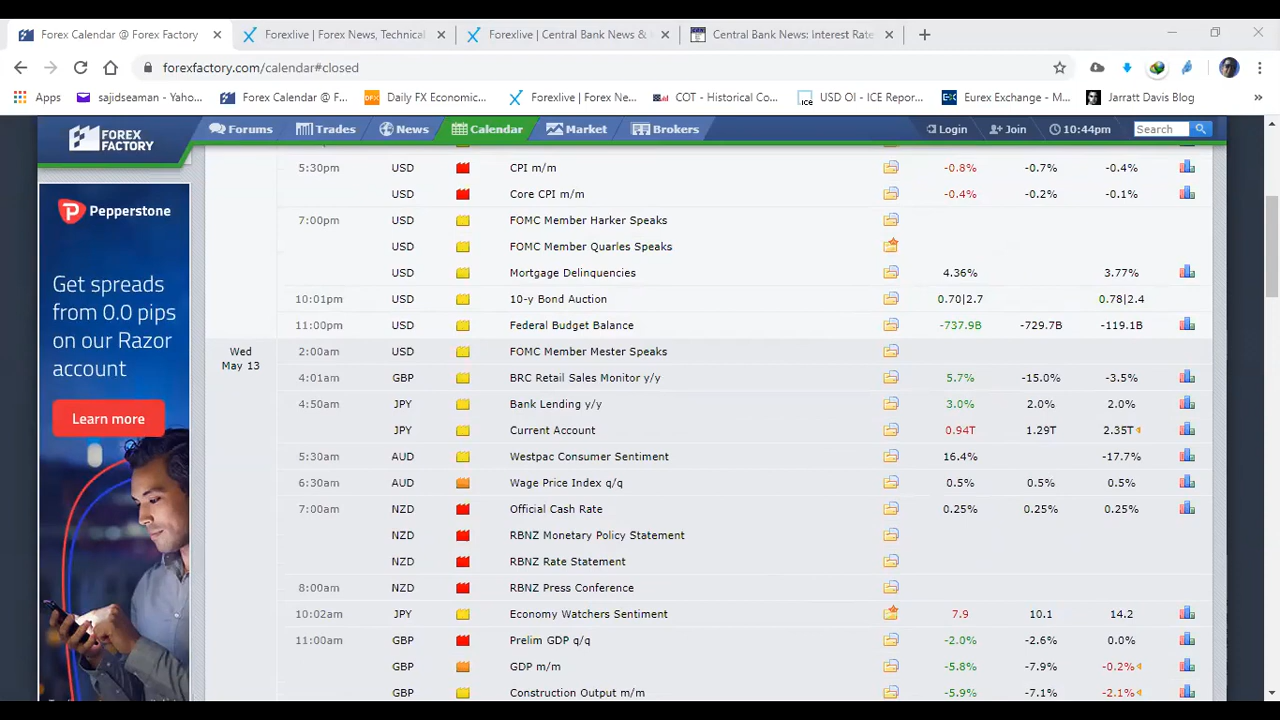 Forex Calendar @ Forex Factory
Forexlive | Forex News, Technical
Forexlive | Central Bank News &
Central Bank News: Interest Rate
forexfactory.com/calendar#closed
Apps
sajidseaman - Yahoo...
Forex Calendar @ F...
DFX
Daily FX Economic...
Forexlive | Forex Ne...
COT - Historical Co...
ICE
USD OI - ICE Repor...
Eurex Exchange - M...
Jarratt Davis Blog
»
FOREX FACTORY
Forums
Trades
News
Calendar
Market
Brokers
Login
Join
10:44pm
Search
Pepperstone
Get spreads
from 0.0 pips
on our Razor
account
Learn more
5:30pm USD CPI m/m -0.8% -0.7% -0.4%
USD Core CPI m/m -0.4% -0.2% -0.1%
7:00pm USD FOMC Member Harker Speaks
USD FOMC Member Quarles Speaks
USD Mortgage Delinquencies 4.36% 3.77%
10:01pm USD 10-y Bond Auction 0.70|2.7 0.78|2.4
11:00pm USD Federal Budget Balance -737.9B -729.7B -119.1B
Wed
May 13
2:00am USD FOMC Member Mester Speaks
4:01am GBP BRC Retail Sales Monitor y/y 5.7% -15.0% -3.5%
4:50am JPY Bank Lending y/y 3.0% 2.0% 2.0%
JPY Current Account 0.94T 1.29T 2.35T
5:30am AUD Westpac Consumer Sentiment 16.4% -17.7%
6:30am AUD Wage Price Index q/q 0.5% 0.5% 0.5%
7:00am NZD Official Cash Rate 0.25% 0.25% 0.25%
NZD RBNZ Monetary Policy Statement
NZD RBNZ Rate Statement
8:00am NZD RBNZ Press Conference
10:02am JPY Economy Watchers Sentiment 7.9 10.1 14.2
11:00am GBP Prelim GDP q/q -2.0% -2.6% 0.0%
GBP GDP m/m -5.8% -7.9% -0.2%
GBP Construction Output m/m -5.9% -7.1% -2.1%